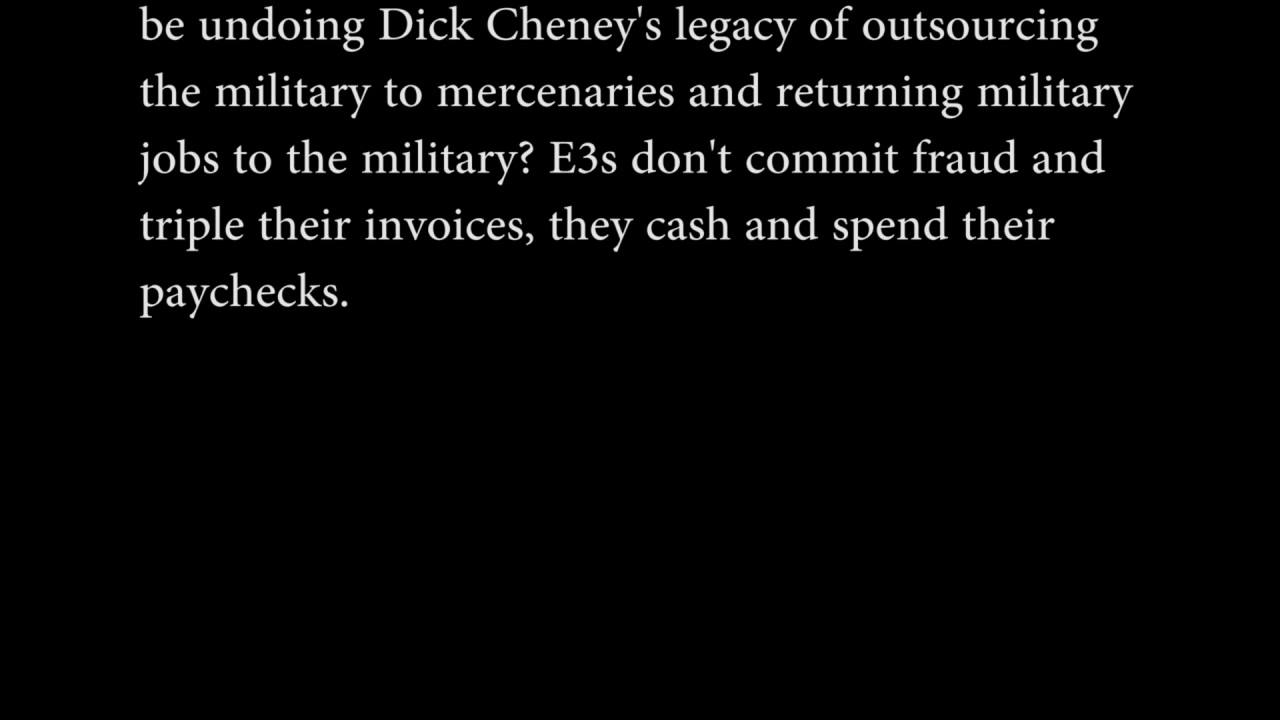 be undoing Dick Cheney's legacy of outsourcing
the military to mercenaries and returning military
jobs to the military? E3s don't commit fraud and
triple their invoices, they cash and spend their
paychecks.